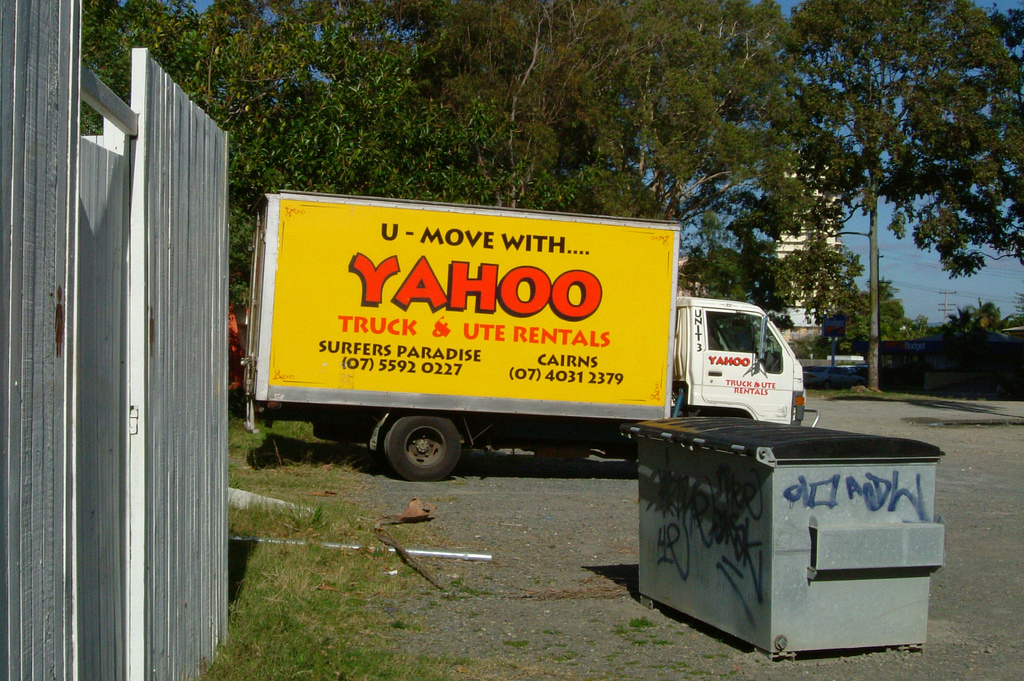 U - MOVE WITH....
YAHOO
TRUCK & UTE RENTALS
SURFERS PARADISE
(07) 5592 0227
CAIRNS
(07) 4031 2379
UNIT 3
YAHOO
TRUCK & UTE
RENTALS
Budget